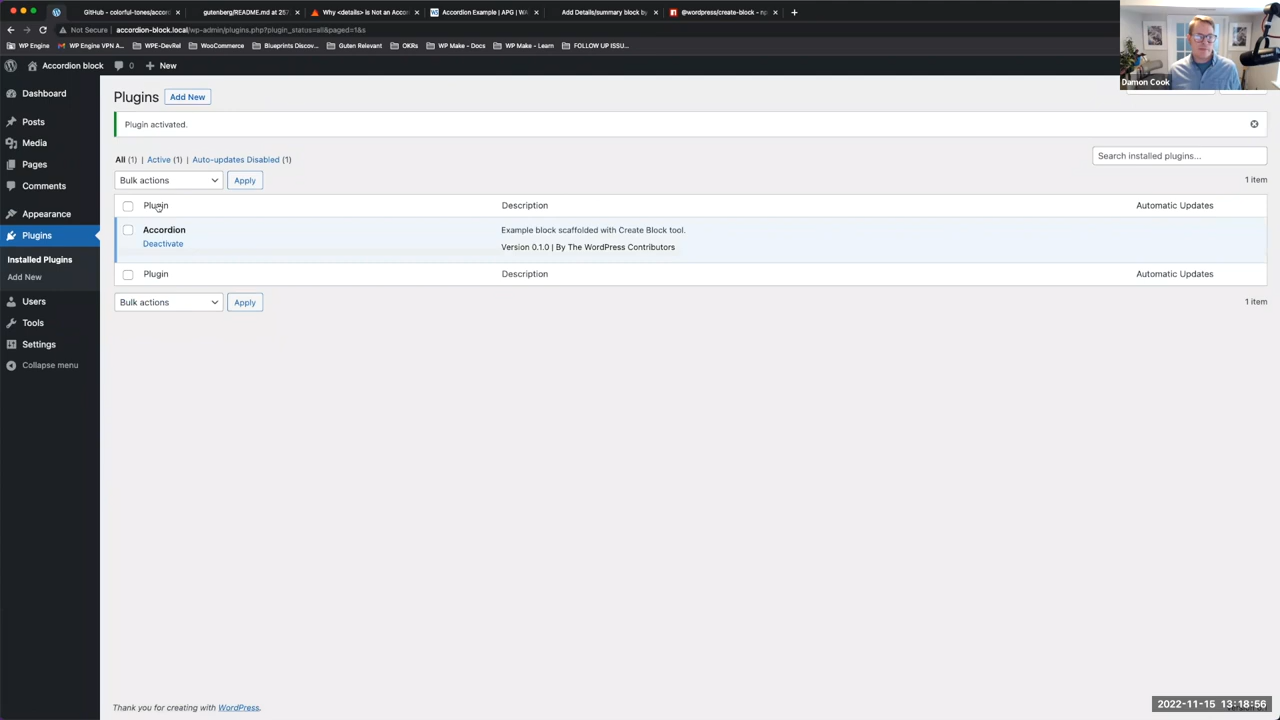 GitHub - colorful-tones/accor
gutenberg/README.md at 257
Why <details> is Not an Accor
Accordion Example | APG | WA
Add Details/summary block by
@wordpress/create-block - np
Not Secure | accordion-block.local/wp-admin/plugins.php?plugin_status=all&paged=1&s
WP Engine
WP Engine VPN A...
WPE-DevRel
WooCommerce
Blueprints Discov...
Guten Relevant
OKRs
WP Make - Docs
WP Make - Learn
FOLLOW UP ISSU...
Accordion block
0
New
Damon Cook
Dashboard
Posts
Media
Pages
Comments
Appearance
Plugins
Installed Plugins
Add New
Users
Tools
Settings
Collapse menu
Plugins Add New
Plugin activated.
All (1) | Active (1) | Auto-updates Disabled (1)
Search installed plugins...
Bulk actions Apply
1 item
Plugin Description Automatic Updates
Accordion Example block scaffolded with Create Block tool.
Deactivate Version 0.1.0 | By The WordPress Contributors
Plugin Description Automatic Updates
Bulk actions Apply
1 item
Thank you for creating with WordPress.
2022-11-15 13:18:56